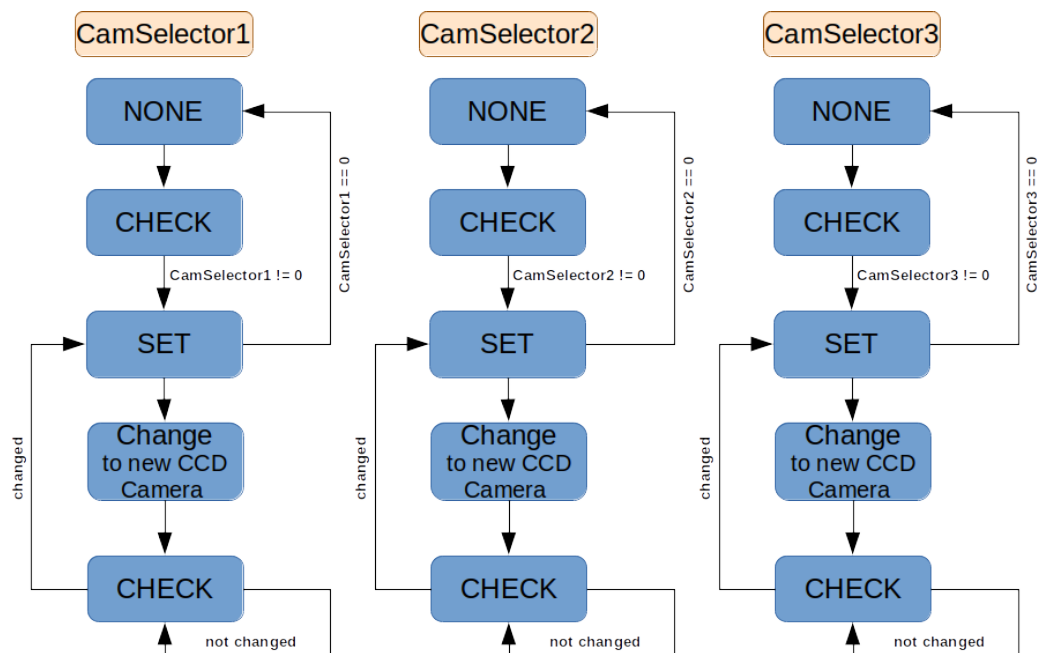 CamSelector1
NONE
CHECK
CamSelector1 != 0
CamSelector1 == 0
SET
changed
Change
to new CCD
Camera
CHECK
not changed
CamSelector2
NONE
CHECK
CamSelector2 != 0
CamSelector2 == 0
SET
changed
Change
to new CCD
Camera
CHECK
not changed
CamSelector3
NONE
CHECK
CamSelector3 != 0
CamSelector3 == 0
SET
changed
Change
to new CCD
Camera
CHECK
not changed